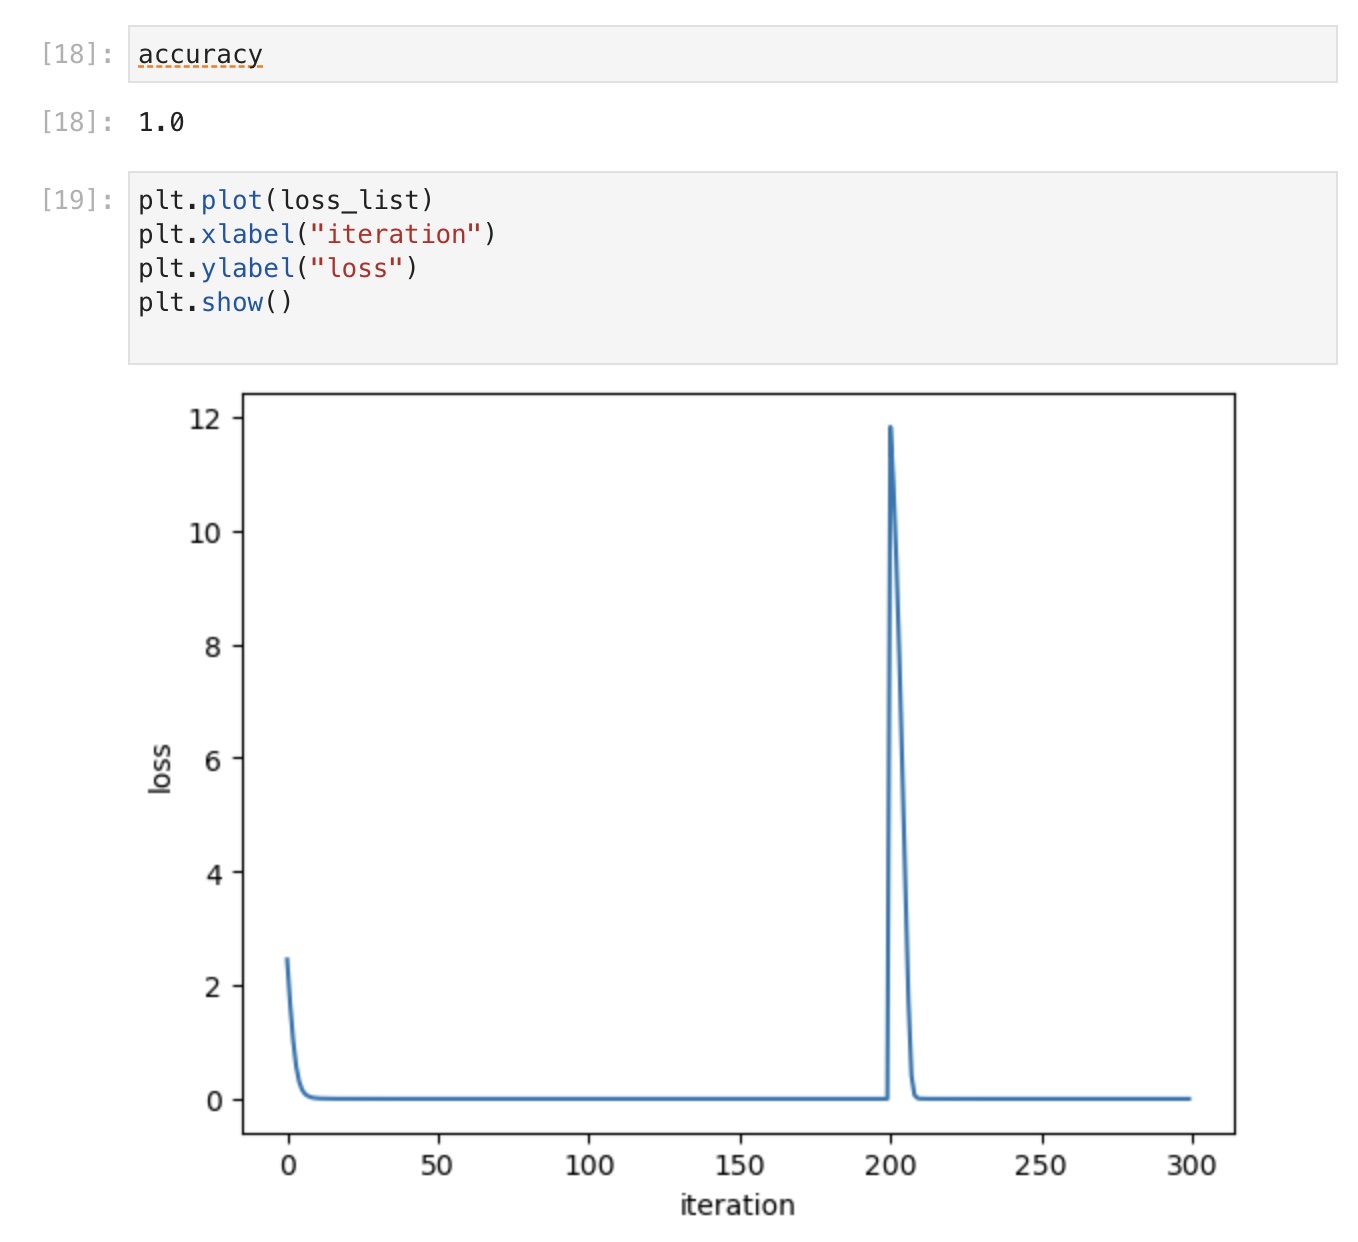 [18]: accuracy
[18]: 1.0
[19]: plt.plot(loss_list)
plt.xlabel("iteration")
plt.ylabel("loss")
plt.show()
12
10
8
6
4
2
0
loss
0 50 100 150 200 250 300
iteration